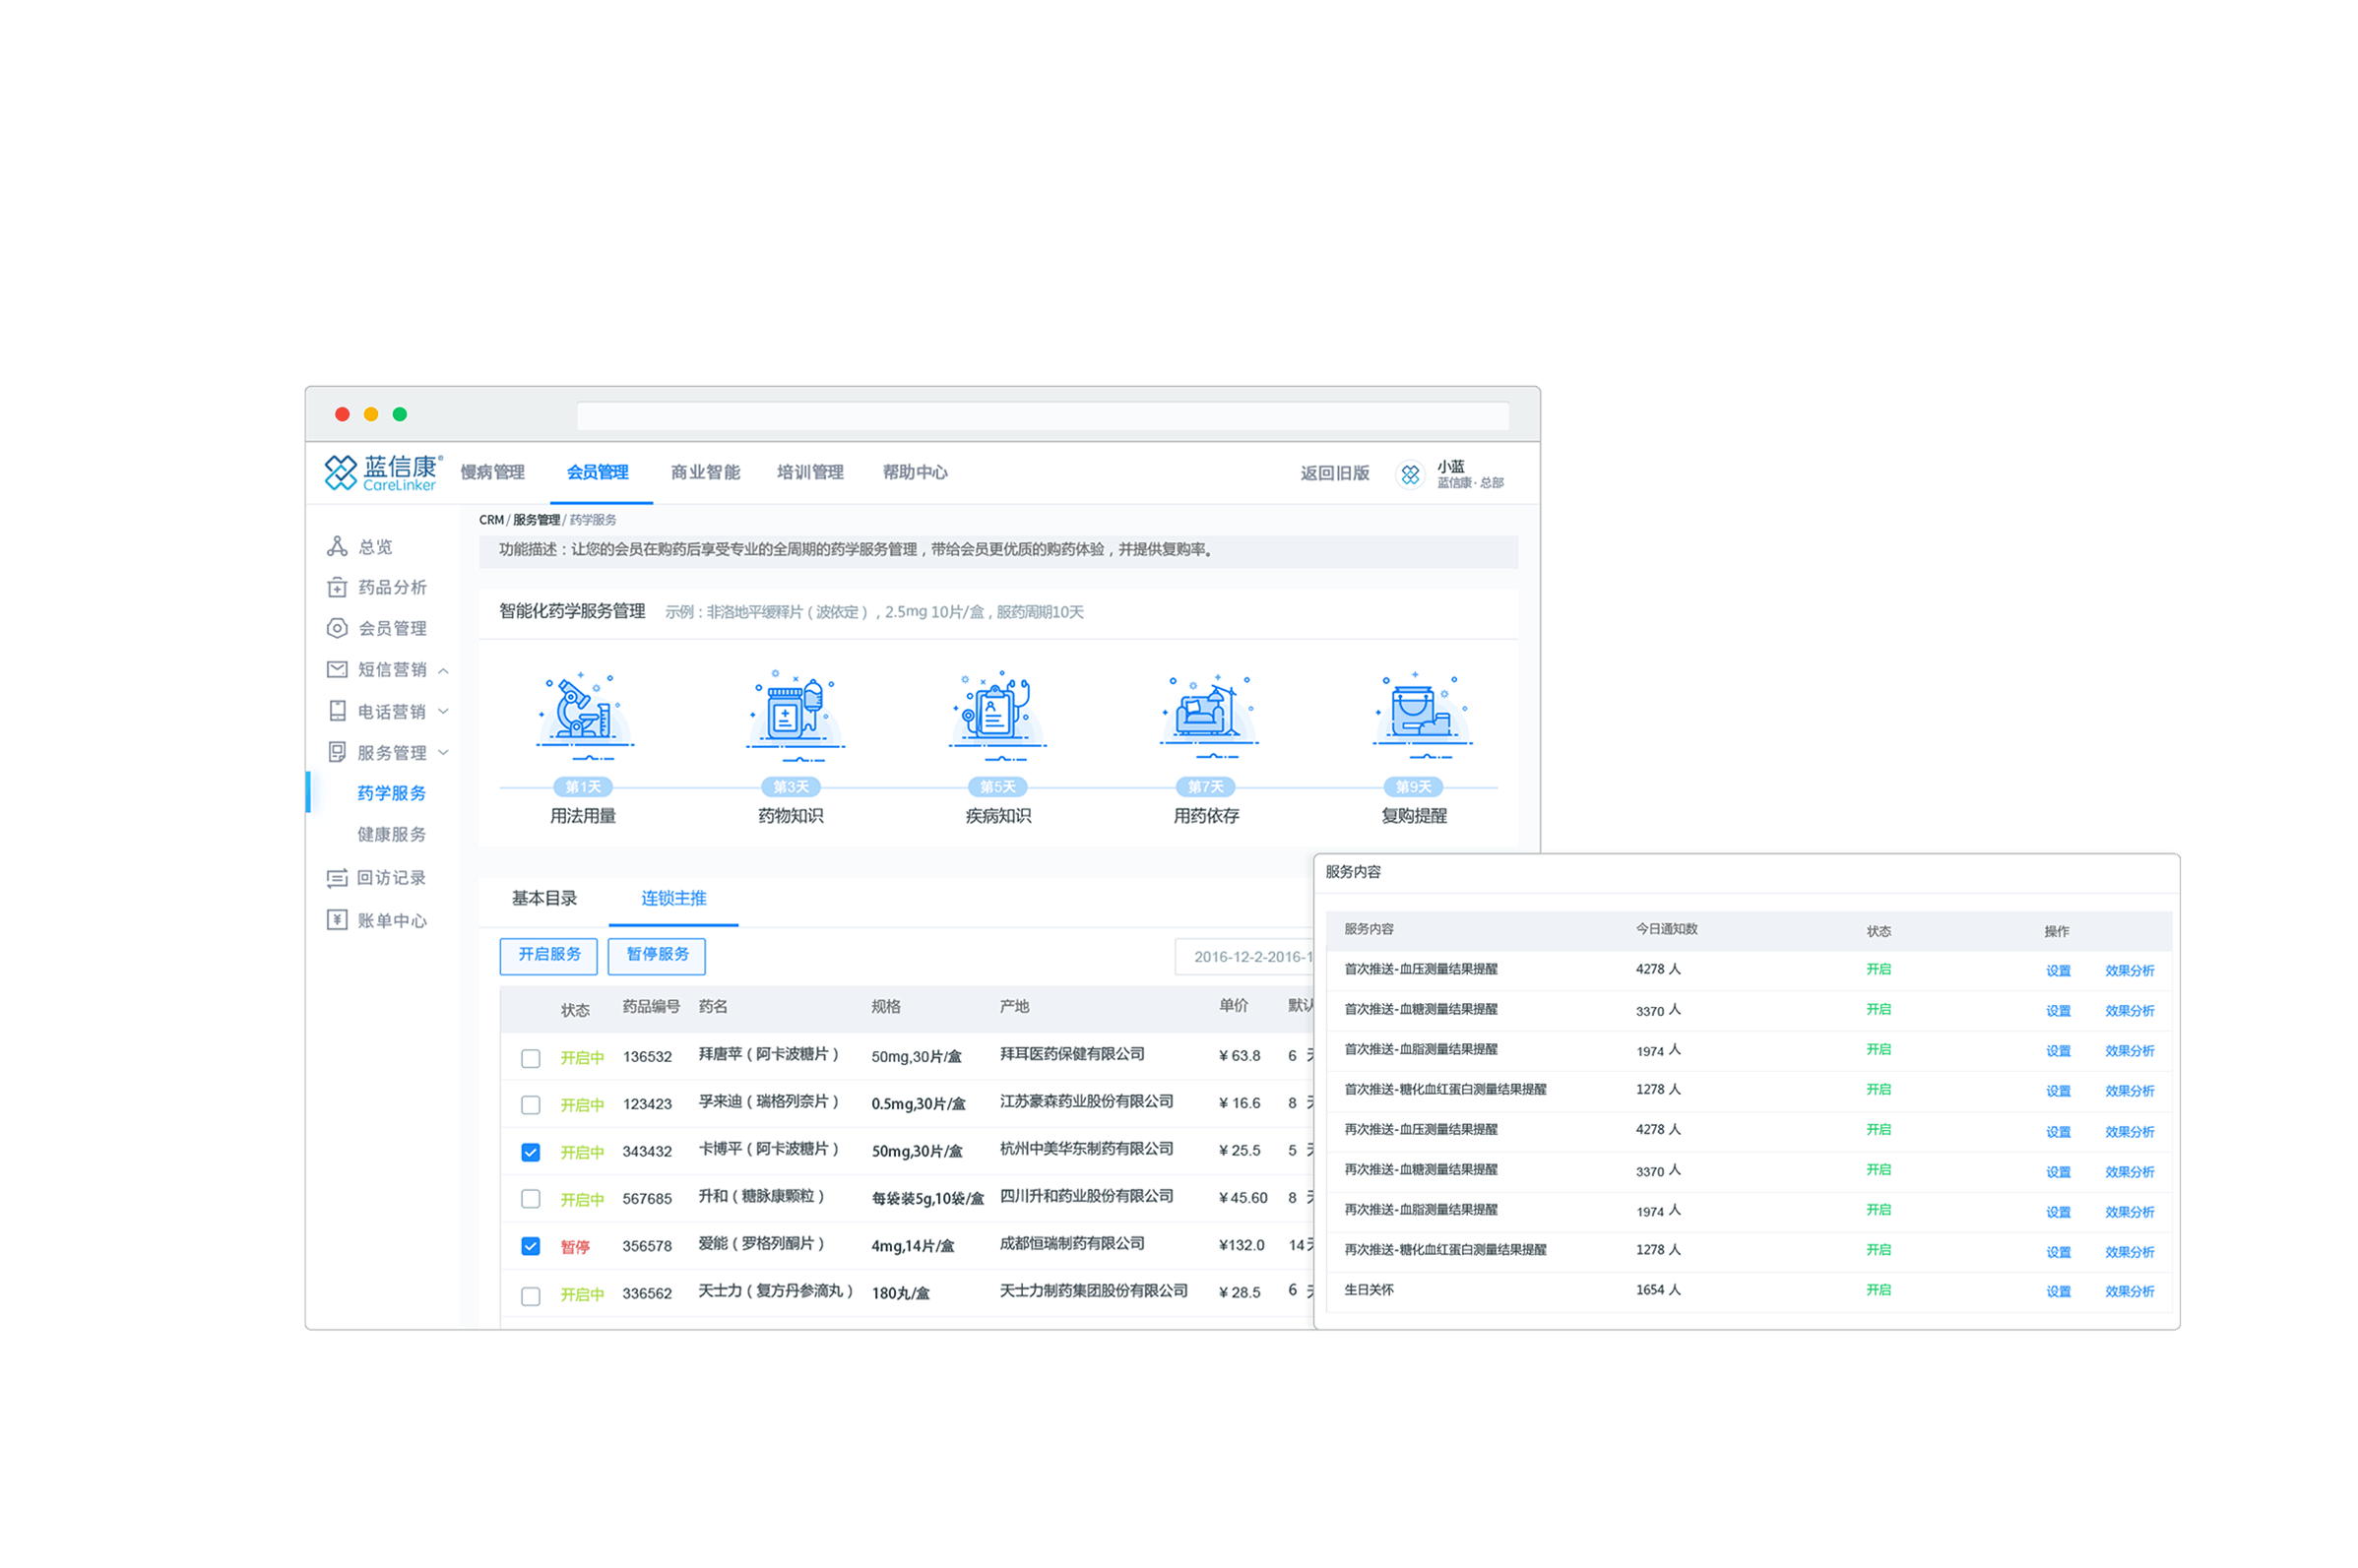 蓝信康®
CareLinker
慢病管理 会员管理 商业智能 培训管理 帮助中心 返回旧版 小蓝
蓝信康·总部
CRM / 服务管理 / 药学服务
功能描述：让您的会员在购药后享受专业的全周期的药学服务管理，带给会员更优质的购药体验，并提供复购率。
总览
药品分析
会员管理
短信营销
电话营销
服务管理
药学服务
健康服务
回访记录
账单中心
智能化药学服务管理 示例：非洛地平缓释片（波依定），2.5mg 10片/盒，服药周期10天
第1天 第3天 第5天 第7天 第9天
用法用量 药物知识 疾病知识 用药依存 复购提醒
基本目录 连锁主推
开启服务 暂停服务 2016-12-2-2016-1
状态 药品编号 药名 规格 产地 单价 默认
开启中 136532 拜唐苹（阿卡波糖片） 50mg,30片/盒 拜耳医药保健有限公司 ¥ 63.8 6 天
开启中 123423 孚来迪（瑞格列奈片） 0.5mg,30片/盒 江苏豪森药业股份有限公司 ¥ 16.6 8 天
开启中 343432 卡博平（阿卡波糖片） 50mg,30片/盒 杭州中美华东制药有限公司 ¥ 25.5 5 天
开启中 567685 升和（糖脉康颗粒） 每袋装5g,10袋/盒 四川升和药业股份有限公司 ¥ 45.60 8 天
暂停 356578 爱能（罗格列酮片） 4mg,14片/盒 成都恒瑞制药有限公司 ¥132.0 14天
开启中 336562 天士力（复方丹参滴丸） 180丸/盒 天士力制药集团股份有限公司 ¥ 28.5 6 天
服务内容
服务内容 今日通知数 状态 操作
首次推送-血压测量结果提醒 4278 人 开启 设置 效果分析
首次推送-血糖测量结果提醒 3370 人 开启 设置 效果分析
首次推送-血脂测量结果提醒 1974 人 开启 设置 效果分析
首次推送-糖化血红蛋白测量结果提醒 1278 人 开启 设置 效果分析
再次推送-血压测量结果提醒 4278 人 开启 设置 效果分析
再次推送-血糖测量结果提醒 3370 人 开启 设置 效果分析
再次推送-血脂测量结果提醒 1974 人 开启 设置 效果分析
再次推送-糖化血红蛋白测量结果提醒 1278 人 开启 设置 效果分析
生日关怀 1654 人 开启 设置 效果分析